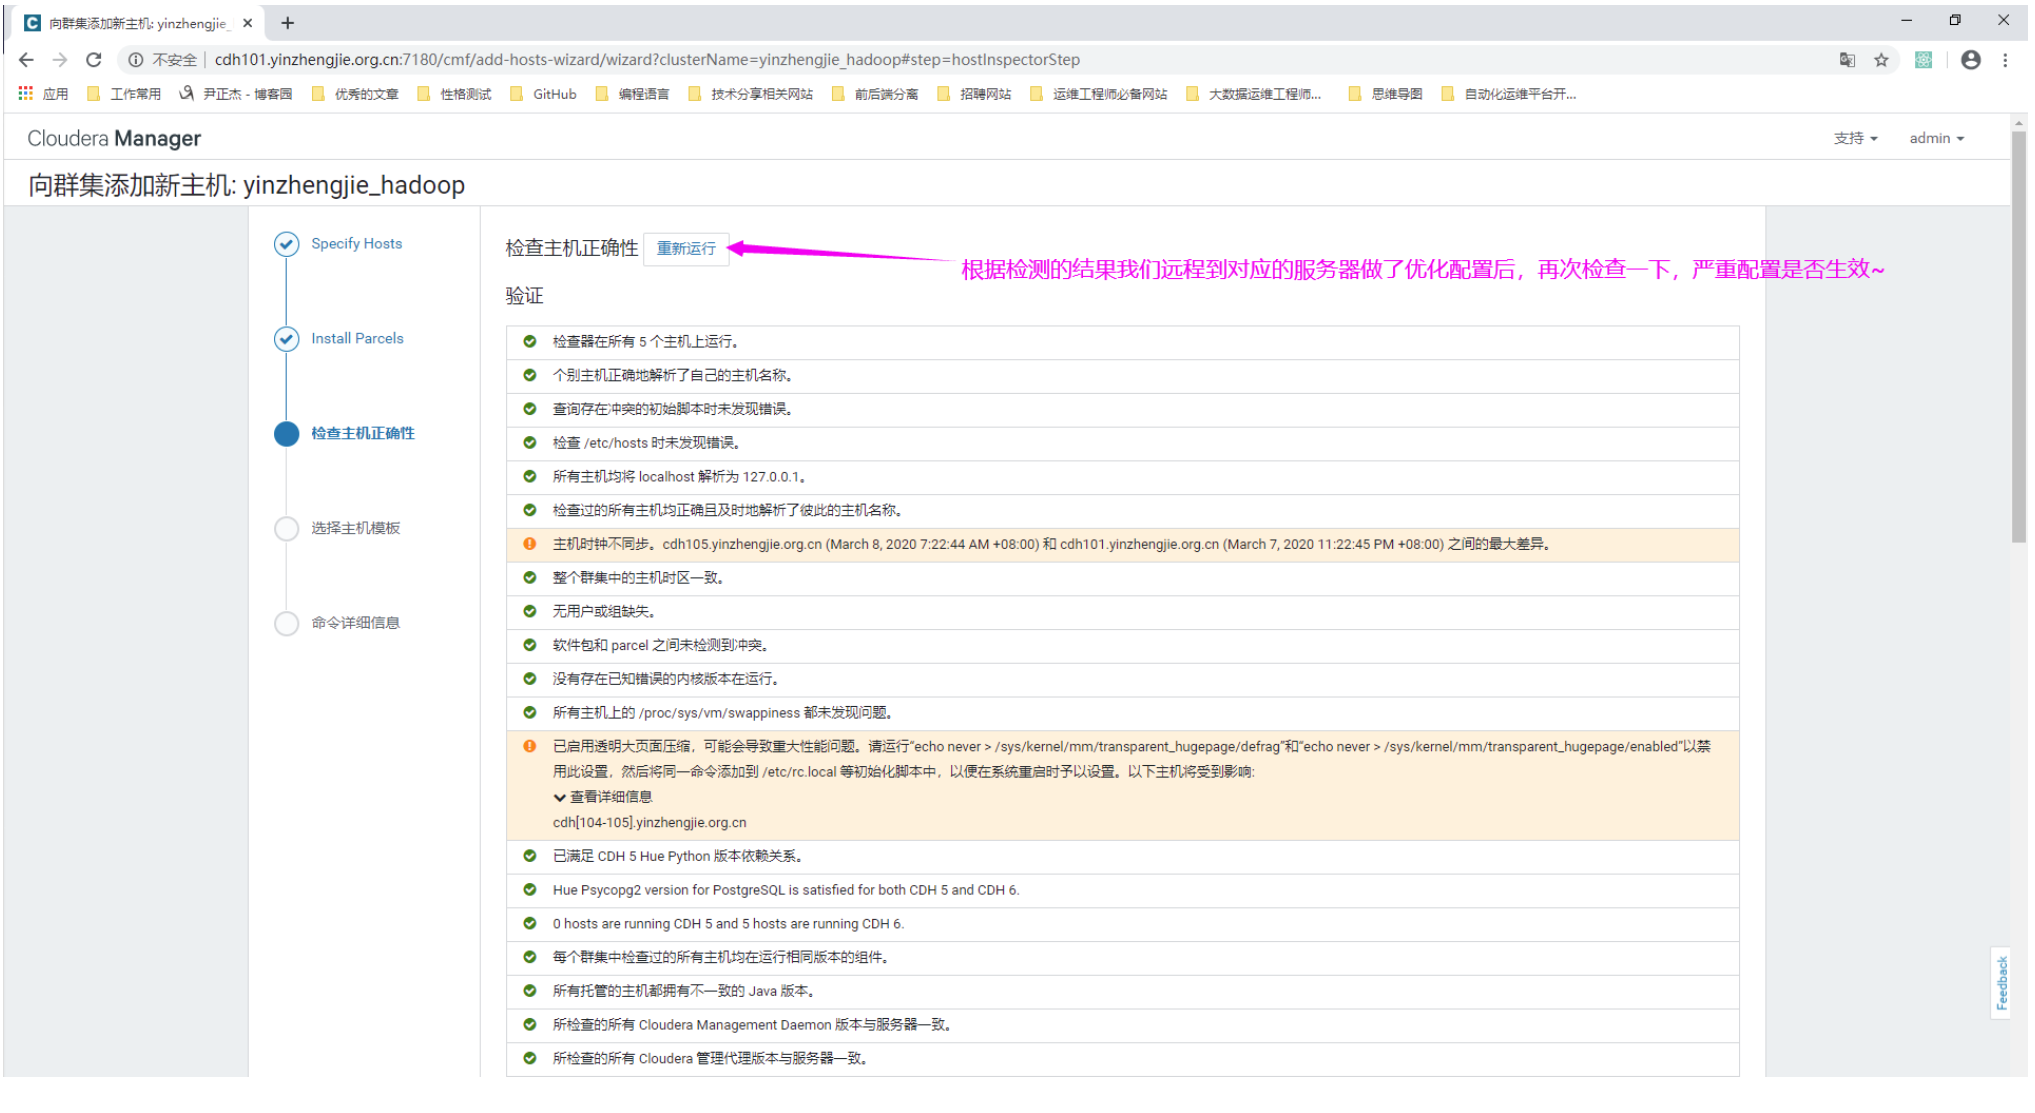 向群集添加新主机: yinzhengjie_
不安全 | cdh101.yinzhengjie.org.cn:7180/cmf/add-hosts-wizard/wizard?clusterName=yinzhengjie_hadoop#step=hostInspectorStep
应用 工作常用 尹正杰 - 博客园 优秀的文章 性格测试 GitHub 编程语言 技术分享相关网站 前后端分离 招聘网站 运维工程师必备网站 大数据运维工程师... 思维导图 自动化运维平台开...
Cloudera Manager
支持 admin
向群集添加新主机: yinzhengjie_hadoop
Specify Hosts
Install Parcels
检查主机正确性
选择主机模板
命令详细信息
检查主机正确性 重新运行
根据检测的结果我们远程到对应的服务器做了优化配置后，再次检查一下，严重配置是否生效~
验证
检查器在所有 5 个主机上运行。
个别主机正确地解析了自己的主机名称。
查询存在冲突的初始脚本时未发现错误。
检查 /etc/hosts 时未发现错误。
所有主机均将 localhost 解析为 127.0.0.1。
检查过的所有主机均正确且及时地解析了彼此的主机名称。
主机时钟不同步。cdh105.yinzhengjie.org.cn (March 8, 2020 7:22:44 AM +08:00) 和 cdh101.yinzhengjie.org.cn (March 7, 2020 11:22:45 PM +08:00) 之间的最大差异。
整个群集中的主机时区一致。
无用户或组缺失。
软件包和 parcel 之间未检测到冲突。
没有存在已知错误的内核版本在运行。
所有主机上的 /proc/sys/vm/swappiness 都未发现问题。
已启用透明大页面压缩，可能会导致重大性能问题。请运行“echo never > /sys/kernel/mm/transparent_hugepage/defrag”和“echo never > /sys/kernel/mm/transparent_hugepage/enabled”以禁
用此设置，然后将同一命令添加到 /etc/rc.local 等初始化脚本中，以便在系统重启时予以设置。以下主机将受到影响:
查看详细信息
cdh[104-105].yinzhengjie.org.cn
已满足 CDH 5 Hue Python 版本依赖关系。
Hue Psycopg2 version for PostgreSQL is satisfied for both CDH 5 and CDH 6.
0 hosts are running CDH 5 and 5 hosts are running CDH 6.
每个群集中检查过的所有主机均在运行相同版本的组件。
所有托管的主机都拥有不一致的 Java 版本。
所检查的所有 Cloudera Management Daemon 版本与服务器一致。
所检查的所有 Cloudera 管理代理版本与服务器一致。
Feedback